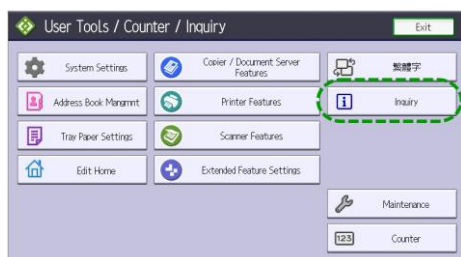 User Tools / Counter / Inquiry
Exit
System Settings
Copier / Document Server
Features
繁體字
Address Book Mangmnt
Printer Features
Inquiry
Tray Paper Settings
Scanner Features
Edit Home
Extended Feature Settings
Maintenance
123
Counter